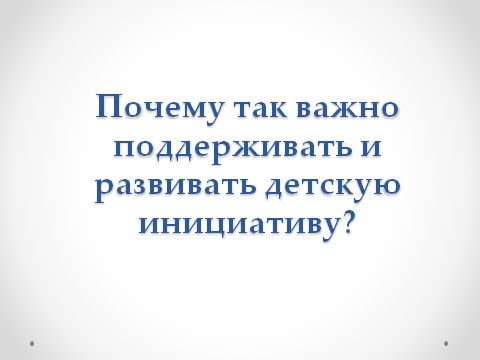 Почему так важно
поддерживать и
развивать детскую
инициативу?